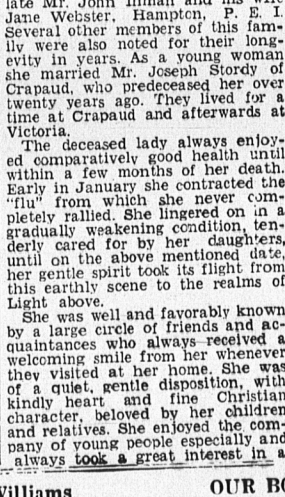 late Mr. John Inman and his wife
Jane Webster, Hampton, P. E. I.
Several other members of this fam-
ily were also noted for their long-
evity in years. As a young woman
she married Mr. Joseph Stordy of
Crapaud, who predeceased her over
twenty years ago. They lived for a
time at Crapaud and afterwards at
Victoria.
The deceased lady always enjoy-
ed comparatively good health until
within a few months of her death.
Early in January she contracted the
"flu" from which she never com-
pletely rallied. She lingered on in a
gradually weakening condition, ten-
derly cared for by her daughters,
until on the above mentioned date,
her gentle spirit took its flight from
this earthly scene to the realms of
Light above.
She was well and favorably known
by a large circle of friends and ac-
quaintances who always received a
welcoming smile from her whenever
they visited at her home. She was
of a quiet, gentle disposition, with
kindly heart and fine Christian
character, beloved by her children
and relatives. She enjoyed the com-
pany of young people especially and
always took a great interest in a
Williams OUR BO